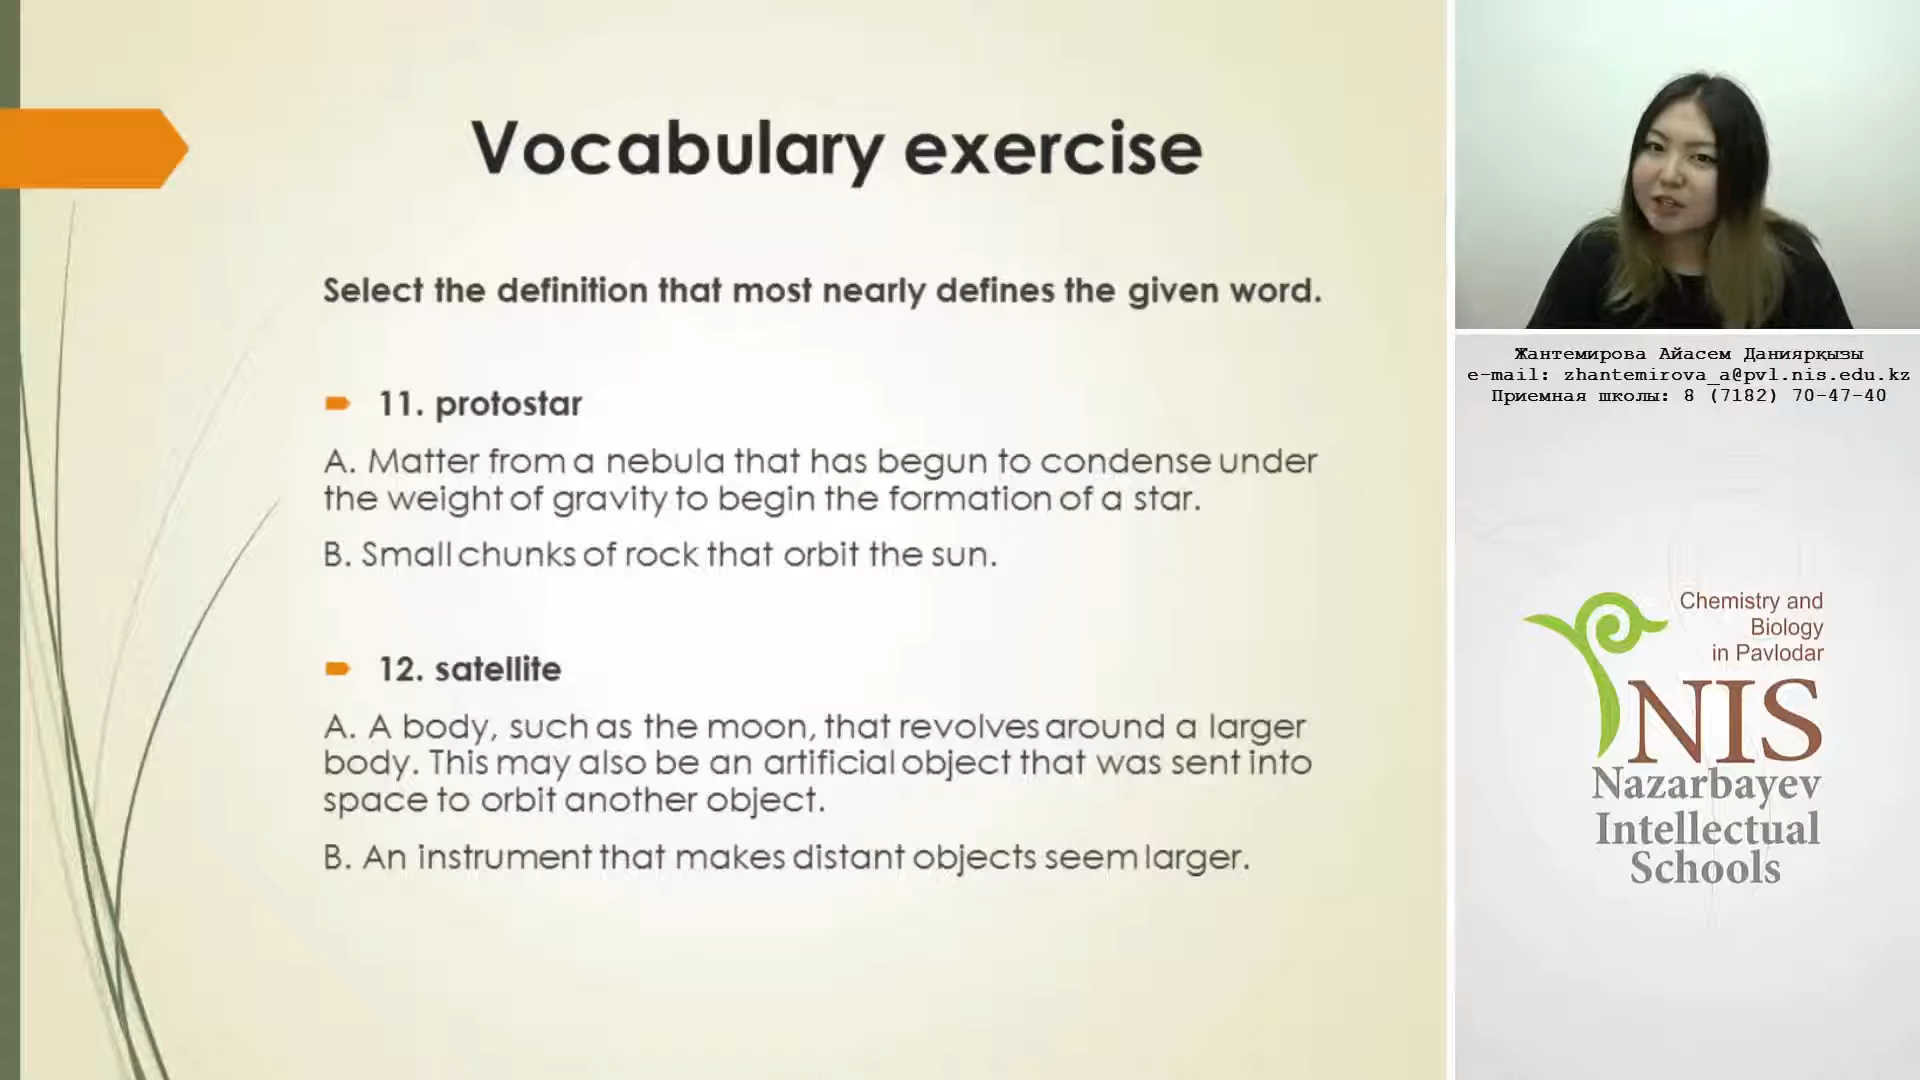 Vocabulary exercise
Select the definition that most nearly defines the given word.
11. protostar
A. Matter from a nebula that has begun to condense under
the weight of gravity to begin the formation of a star.
B. Small chunks of rock that orbit the sun.
12. satellite
A. A body, such as the moon, that revolves around a larger
body. This may also be an artificial object that was sent into
space to orbit another object.
B. An instrument that makes distant objects seem larger.
Жантемирова Айасем Даниярқызы
e-mail: zhantemirova_a@pvl.nis.edu.kz
Приемная школы: 8 (7182) 70-47-40
Chemistry and
Biology
in Pavlodar
NIS
Nazarbayev
Intellectual
Schools